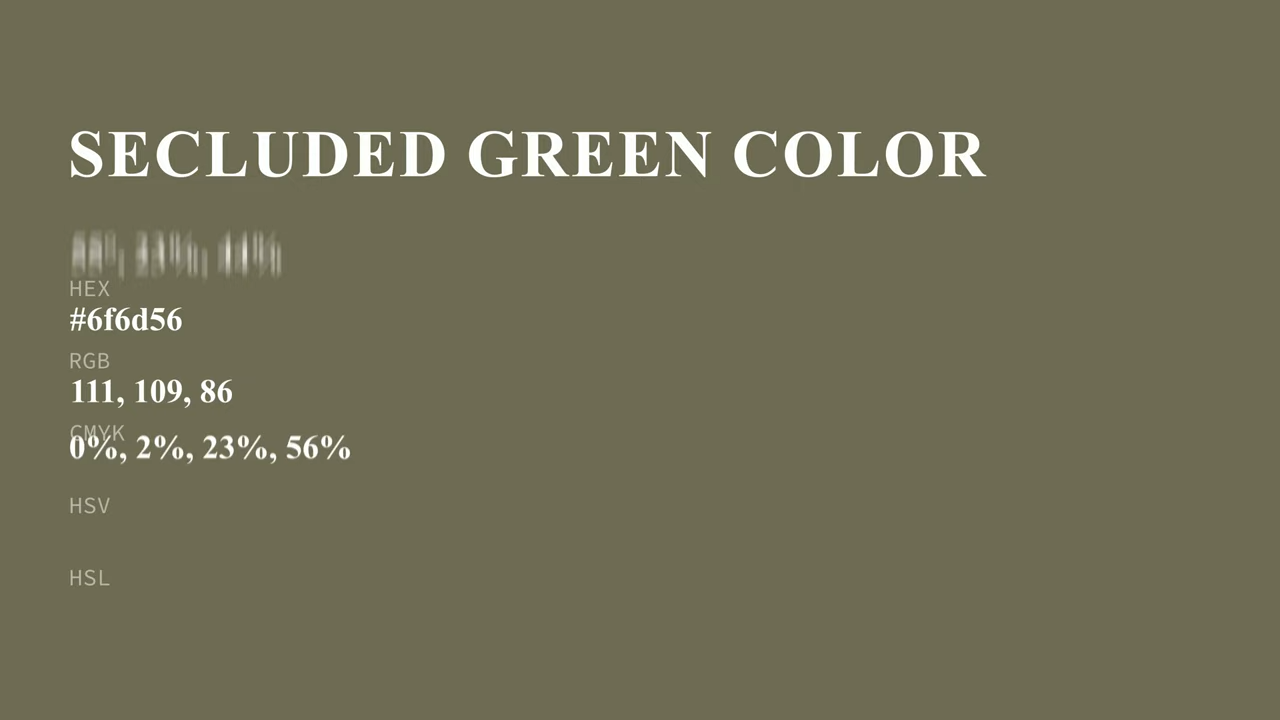 SECLUDED GREEN COLOR
HEX
#6f6d56
RGB
111, 109, 86
CMYK
0%, 2%, 23%, 56%
HSV
HSL